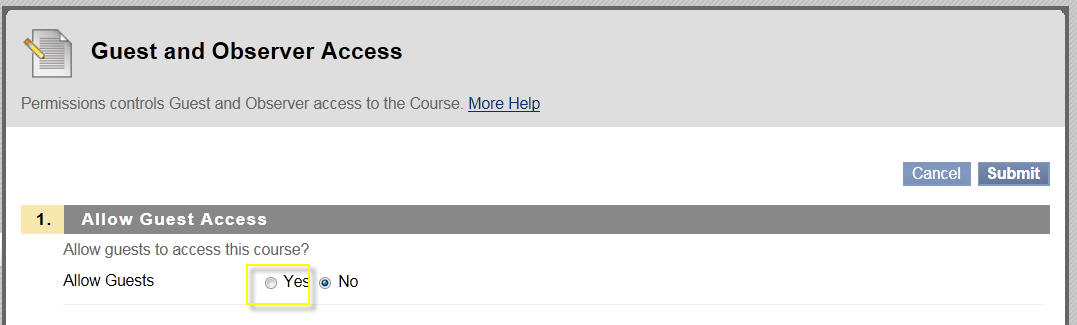 Guest and Observer Access
Permissions controls Guest and Observer access to the Course. More Help
Cancel Submit
1. Allow Guest Access
Allow guests to access this course?
Allow Guests Yes No